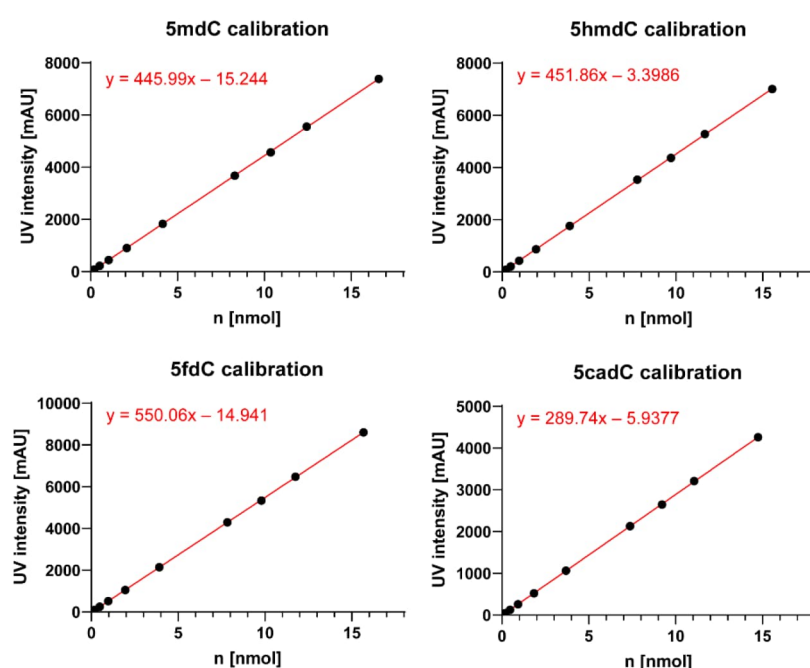 5mdC calibration
y = 445.99x – 15.244
UV intensity [mAU]
8000
6000
4000
2000
0
0 5 10 15
n [nmol]
5hmdC calibration
y = 451.86x – 3.3986
UV intensity [mAU]
8000
6000
4000
2000
0
0 5 10 15
n [nmol]
5fdC calibration
y = 550.06x – 14.941
UV intensity [mAU]
10000
8000
6000
4000
2000
0
0 5 10 15
n [nmol]
5cadC calibration
y = 289.74x – 5.9377
UV intensity [mAU]
5000
4000
3000
2000
1000
0
0 5 10 15
n [nmol]